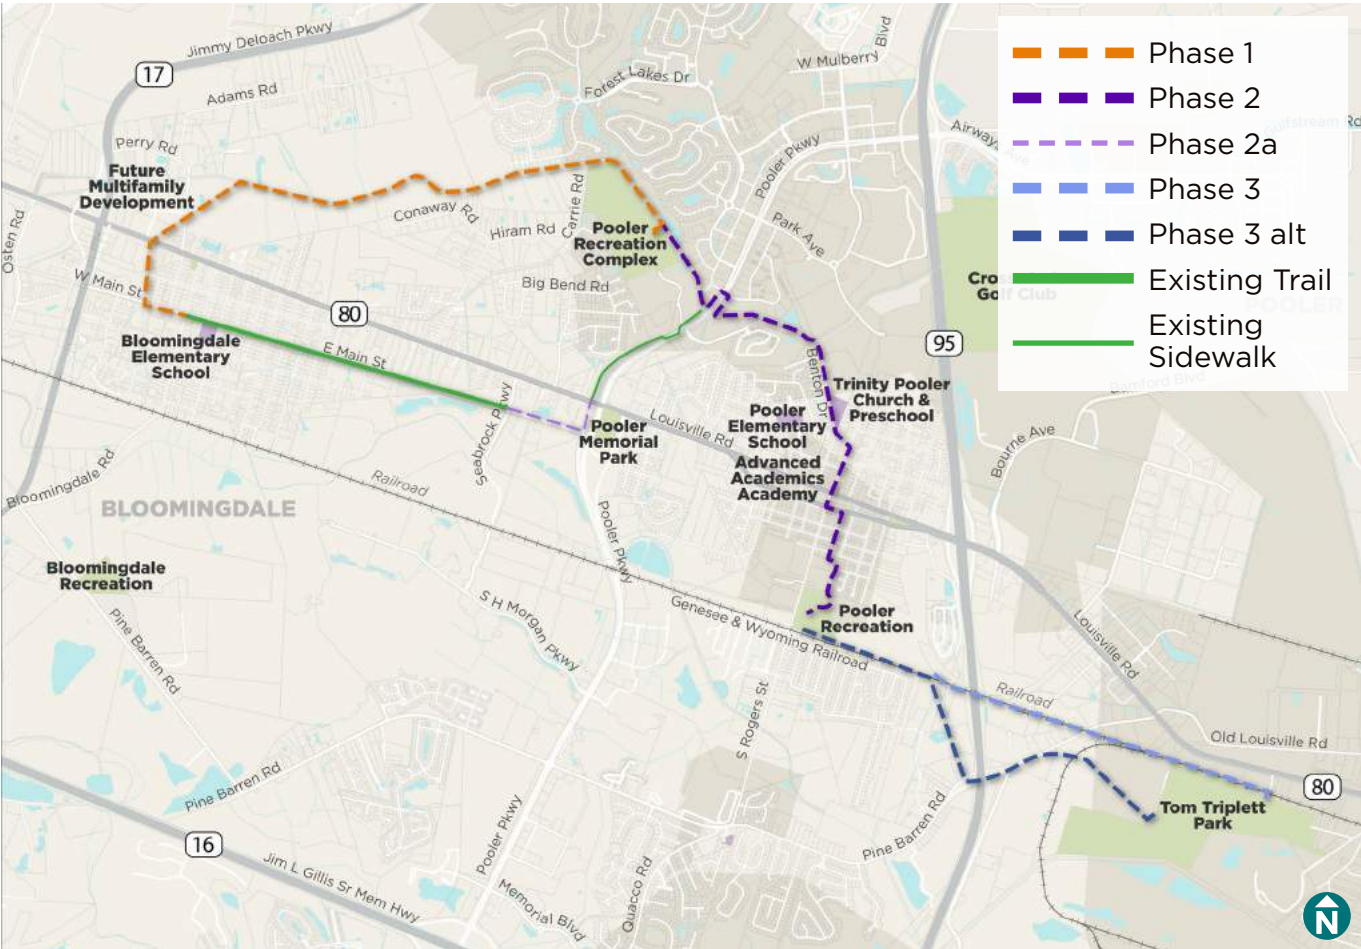 Jimmy Deloach Pkwy
17
Adams Rd
Perry Rd
Future
Multifamily
Development
Osten Rd
W Main St
Forest Lakes Dr
W Mulberry Blvd
Pooler Pkwy
Park Ave
Conaway Rd
Hiram Rd
Carrie Rd
Pooler
Recreation
Complex
Big Bend Rd
80
95
Bloomingdale
Elementary
School
E Main St
Seabrock Pkwy
Pooler
Memorial
Park
Louisville Rd
Benton Dr
Trinity Pooler
Church &
Preschool
Pooler
Elementary
School
Advanced
Academics
Academy
Bourne Ave
Bloomingdale Rd
BLOOMINGDALE
Railroad
Pooler Pkwy
Bloomingdale
Recreation
Pine Barren Rd
S H Morgan Pkwy
Genesee & Wyoming Railroad
Pooler
Recreation
Louisville Rd
Railroad
Old Louisville Rd
80
S Rogers St
Tom Triplett
Park
Pine Barren Rd
Pine Barren Rd
16
Jim L Gillis Sr Mem Hwy
Pooler Pkwy
Memorial Blvd
Quacco Rd
N
Phase 1
Phase 2
Phase 2a
Phase 3
Phase 3 alt
Existing Trail
Existing
Sidewalk
POOLER
Golf Club